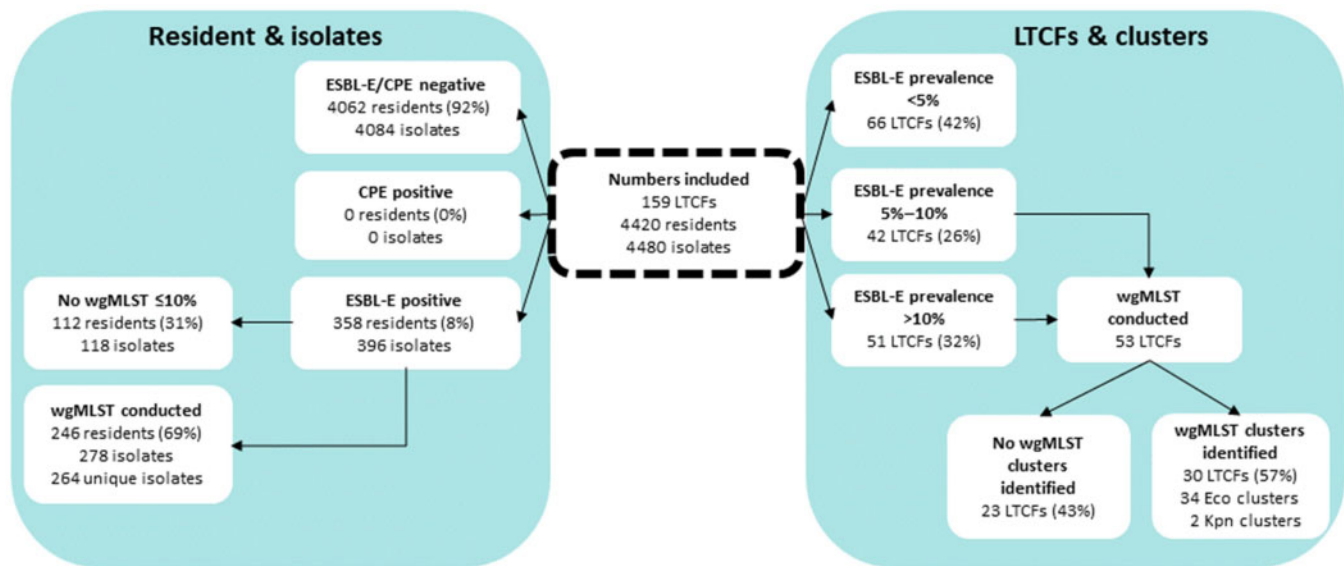 Resident & isolates
ESBL-E/CPE negative
4062 residents (92%)
4084 isolates
CPE positive
0 residents (0%)
0 isolates
No wgMLST ≤10%
112 residents (31%)
118 isolates
ESBL-E positive
358 residents (8%)
396 isolates
wgMLST conducted
246 residents (69%)
278 isolates
264 unique isolates
Numbers included
159 LTCFs
4420 residents
4480 isolates
LTCFs & clusters
ESBL-E prevalence
<5%
66 LTCFs (42%)
ESBL-E prevalence
5%–10%
42 LTCFs (26%)
ESBL-E prevalence
>10%
51 LTCFs (32%)
wgMLST
conducted
53 LTCFs
No wgMLST
clusters
identified
23 LTCFs (43%)
wgMLST clusters
identified
30 LTCFs (57%)
34 Eco clusters
2 Kpn clusters